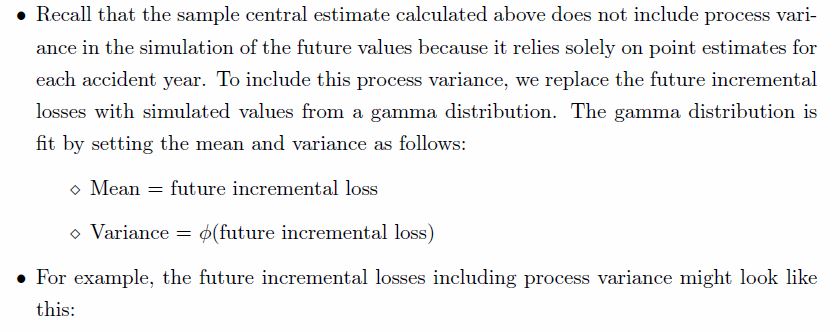 • Recall that the sample central estimate calculated above does not include process vari-
ance in the simulation of the future values because it relies solely on point estimates for
each accident year. To include this process variance, we replace the future incremental
losses with simulated values from a gamma distribution. The gamma distribution is
fit by setting the mean and variance as follows:
⋄ Mean = future incremental loss
⋄ Variance = ϕ(future incremental loss)
• For example, the future incremental losses including process variance might look like
this: